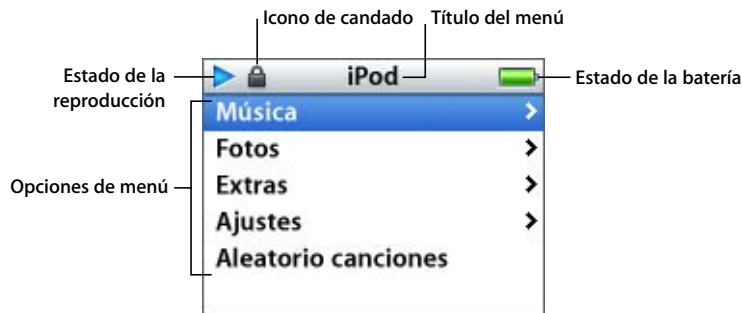 Icono de candado
Título del menú
Estado de la
reproducción
iPod
Estado de la batería
Música
Fotos
Opciones de menú
Extras
Ajustes
Aleatorio canciones